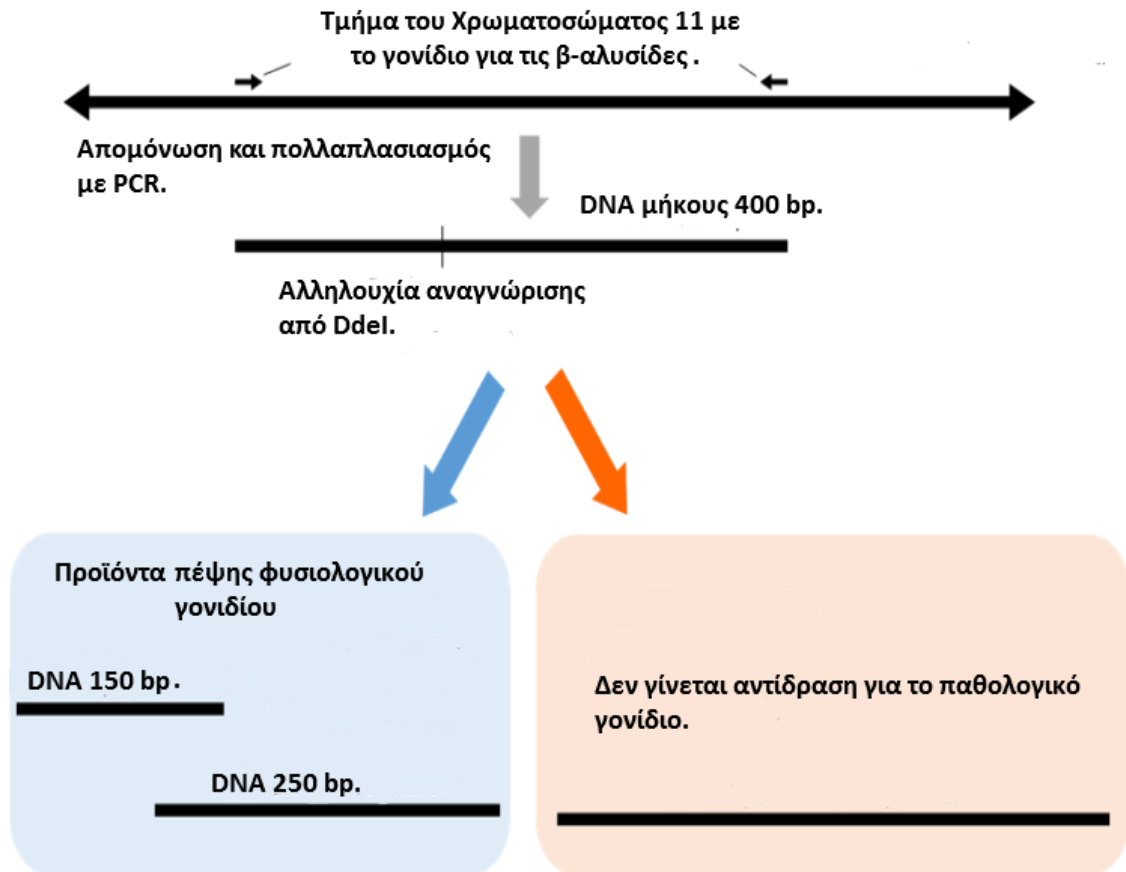 Τμήμα του Χρωματοσώματος 11 με
το γονίδιο για τις β-αλυσίδες .
Απομόνωση και πολλαπλασιασμός
με PCR.
DNA μήκους 400 bp.
Αλληλουχία αναγνώρισης
από DdeI.
Προϊόντα πέψης φυσιολογικού
γονιδίου
DNA 150 bp.
DNA 250 bp.
Δεν γίνεται αντίδραση για το παθολογικό
γονίδιο.